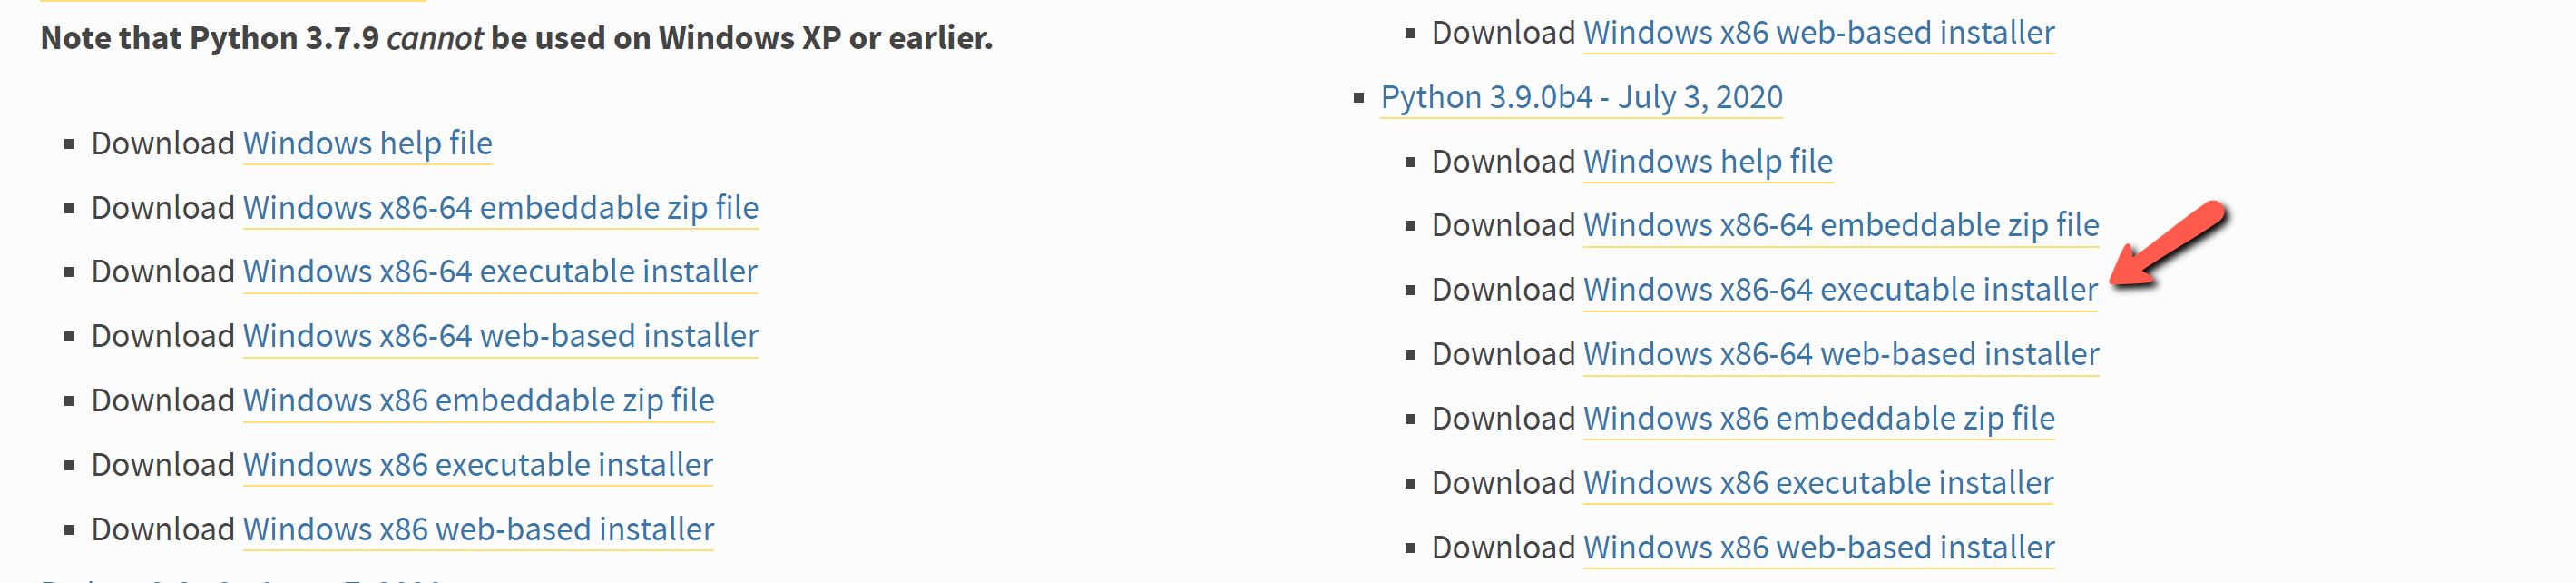 Note that Python 3.7.9 cannot be used on Windows XP or earlier.
Download Windows help file
Download Windows x86-64 embeddable zip file
Download Windows x86-64 executable installer
Download Windows x86-64 web-based installer
Download Windows x86 embeddable zip file
Download Windows x86 executable installer
Download Windows x86 web-based installer
Download Windows x86 web-based installer
Python 3.9.0b4 - July 3, 2020
Download Windows help file
Download Windows x86-64 embeddable zip file
Download Windows x86-64 executable installer
Download Windows x86-64 web-based installer
Download Windows x86 embeddable zip file
Download Windows x86 executable installer
Download Windows x86 web-based installer